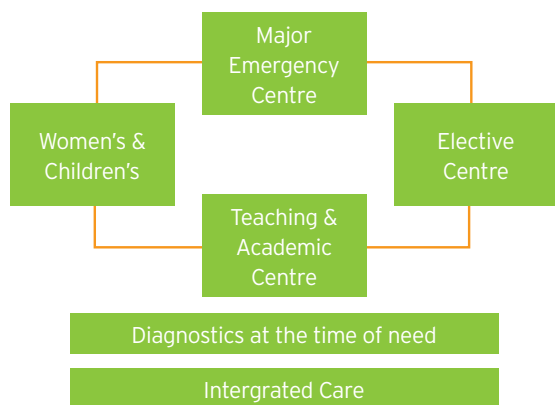 Major
Emergency
Centre
Women's &
Children's
Elective
Centre
Teaching &
Academic
Centre
Diagnostics at the time of need
Intergrated Care